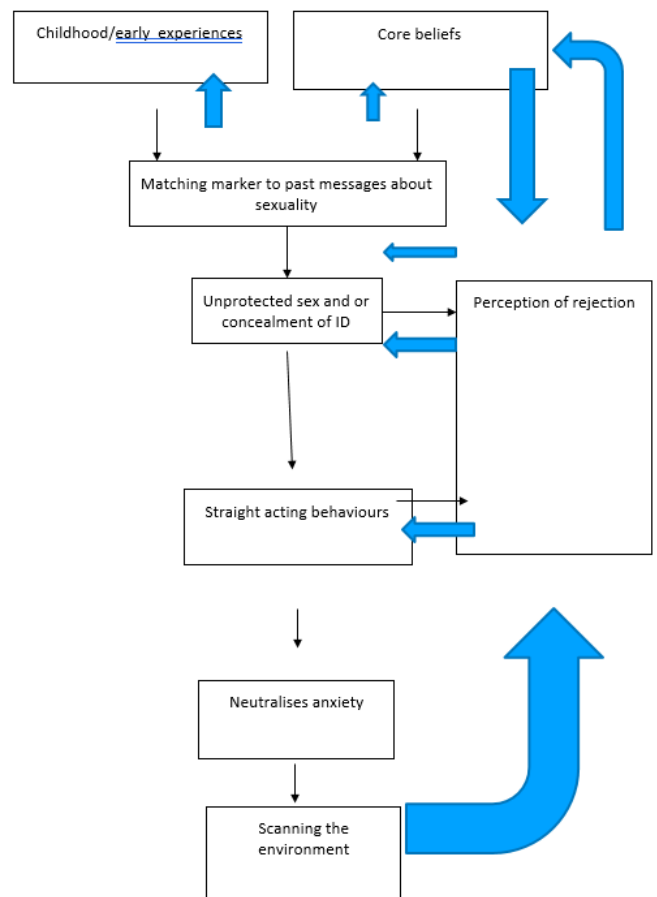 Childhood/early experiences
Core beliefs
Matching marker to past messages about
sexuality
Unprotected sex and or
concealment of ID
Perception of rejection
Straight acting behaviours
Neutralises anxiety
Scanning the
environment